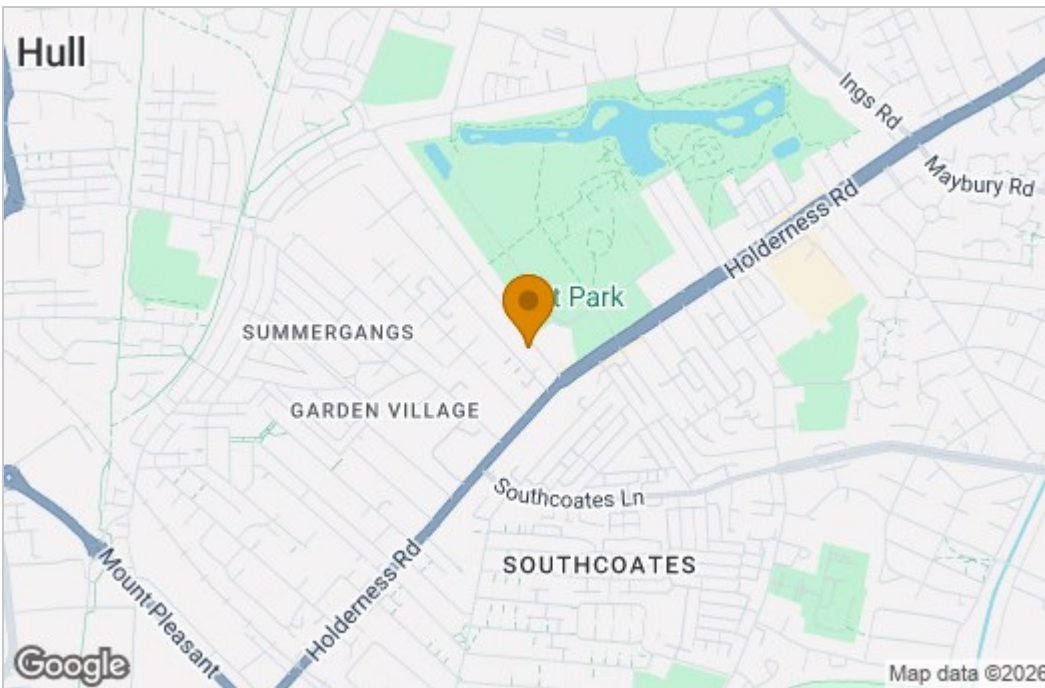 Hull
Ings Rd
Maybury Rd
Holderness Rd
t Park
SUMMERGANGS
GARDEN VILLAGE
Southcoates Ln
SOUTHCOATES
Holderness Rd
Mount Pleasant
Google
Map data ©2026